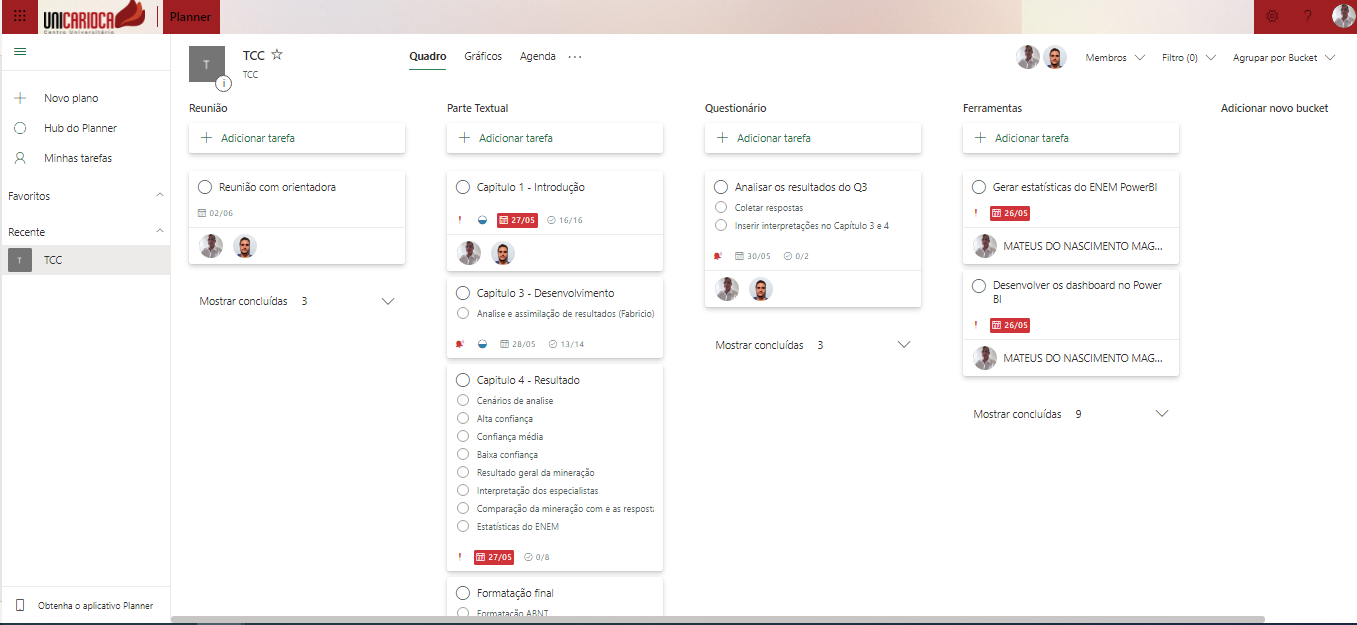 UNICARIOCA
Centro Universitário
Planner
?
Novo plano
Hub do Planner
Minhas tarefas
Favoritos
Recente
T TCC
Obtenha o aplicativo Planner
T
TCC
TCC
Quadro Gráficos Agenda ...
Membros Filtro (0) Agrupar por Bucket
Reunião
Adicionar tarefa
Reunião com orientadora
02/06
Mostrar concluídas 3
Parte Textual
Adicionar tarefa
Capitulo 1 - Introdução
! 27/05 16/16
Capitulo 3 - Desenvolvimento
Analise e assimilação de resultados (Fabricio)
28/05 13/14
Capitulo 4 - Resultado
Cenários de analise
Alta confiança
Confiança média
Baixa confiança
Resultado geral da mineração
Interpretação dos especialistas
Comparação da mineração com e as resposta
Estatísticas do ENEM
! 27/05 0/8
Formatação final
Formatação ABNT
Questionário
Adicionar tarefa
Analisar os resultados do Q3
Coletar respostas
Inserir interpretações no Capítulo 3 e 4
30/05 0/2
Mostrar concluídas 3
Ferramentas
Adicionar tarefa
Gerar estatísticas do ENEM PowerBI
! 26/05
MATEUS DO NASCIMENTO MAG...
Desenvolver os dashboard no Power
BI
! 26/05
MATEUS DO NASCIMENTO MAG...
Mostrar concluídas 9
Adicionar novo bucket